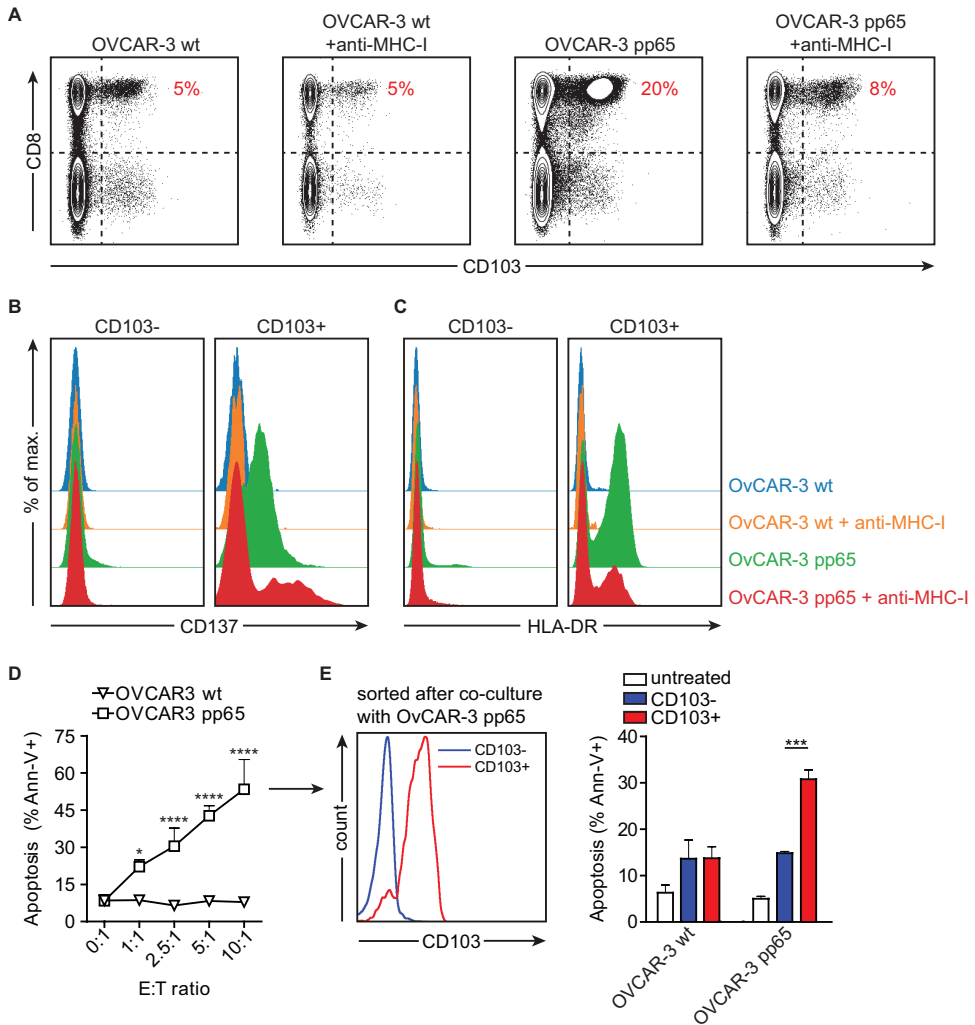 A
OVCAR-3 wt
OVCAR-3 wt
+anti-MHC-I
OVCAR-3 pp65
OVCAR-3 pp65
+anti-MHC-I
5%
5%
20%
8%
CD8
CD103
B
CD103-
CD103+
C
CD103-
CD103+
% of max.
OvCAR-3 wt
OvCAR-3 wt + anti-MHC-I
OvCAR-3 pp65
OvCAR-3 pp65 + anti-MHC-I
CD137
HLA-DR
D
OVCAR3 wt
OVCAR3 pp65
Apoptosis (% Ann-V+)
75
60
45
30
15
0
*
****
****
****
0:1
1:1
2.5:1
5:1
10:1
E:T ratio
E
sorted after co-culture
with OvCAR-3 pp65
CD103-
CD103+
count
CD103
untreated
CD103-
CD103+
Apoptosis (% Ann-V+)
40
30
20
10
0
***
OVCAR-3 wt
OVCAR-3 pp65